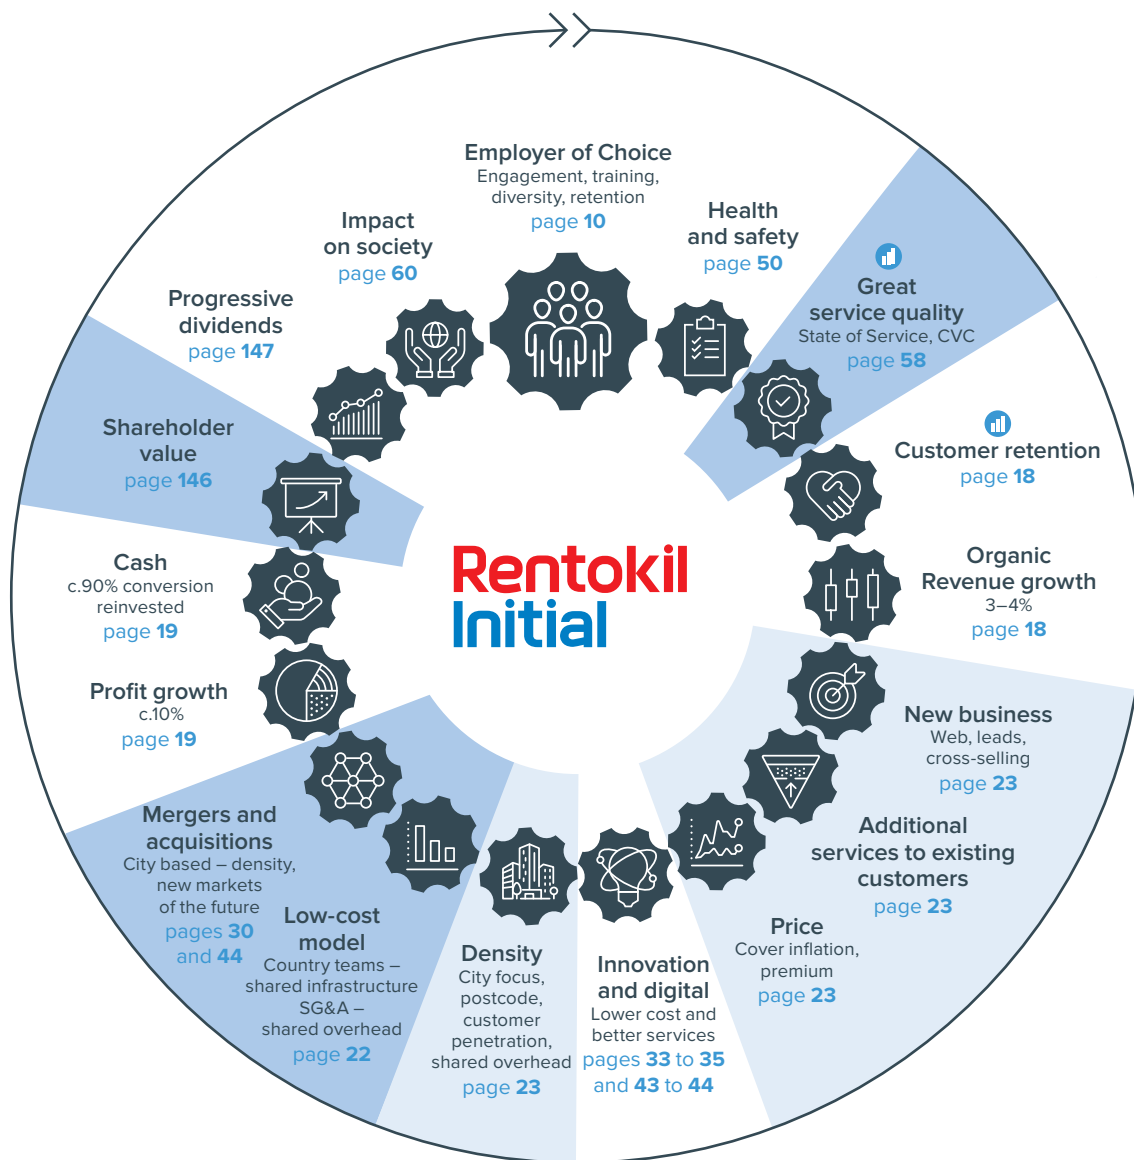 Employer of Choice
Engagement, training,
diversity, retention
page 10
Health
and safety
page 50
Great
service quality
State of Service, CVC
page 58
Customer retention
page 18
Organic
Revenue growth
3–4%
page 18
New business
Web, leads,
cross-selling
page 23
Additional
services to existing
customers
page 23
Price
Cover inflation,
premium
page 23
Innovation
and digital
Lower cost and
better services
pages 33 to 35
and 43 to 44
Density
City focus,
postcode,
customer
penetration,
shared overhead
page 23
Low-cost
model
Country teams –
shared infrastructure
SG&A –
shared overhead
page 22
Mergers and
acquisitions
City based – density,
new markets
of the future
pages 30
and 44
Profit growth
c.10%
page 19
Cash
c.90% conversion
reinvested
page 19
Shareholder
value
page 146
Progressive
dividends
page 147
Impact
on society
page 60
Rentokil
Initial